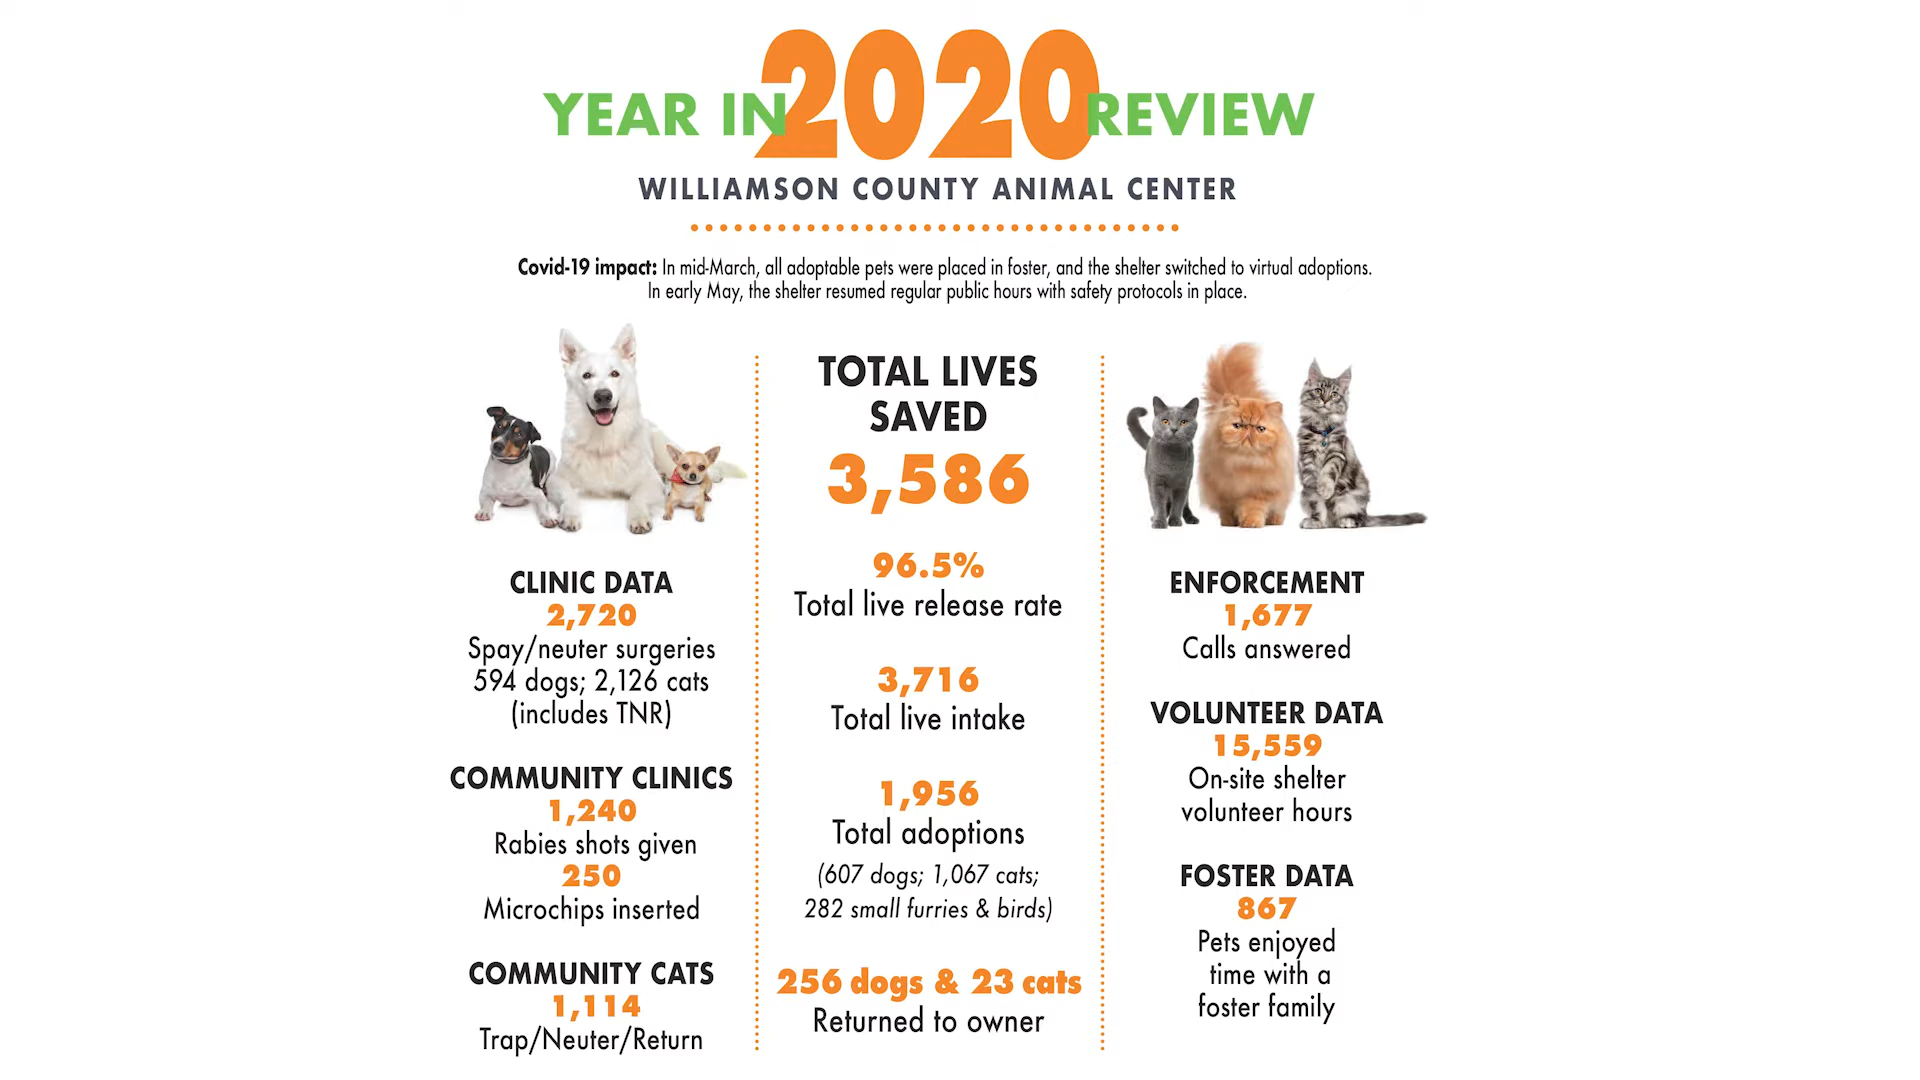 YEAR IN 2020 REVIEW
WILLIAMSON COUNTY ANIMAL CENTER
Covid-19 impact: In mid-March, all adoptable pets were placed in foster, and the shelter switched to virtual adoptions.
In early May, the shelter resumed regular public hours with safety protocols in place.
CLINIC DATA
2,720
Spay/neuter surgeries
594 dogs; 2,126 cats
(includes TNR)
COMMUNITY CLINICS
1,240
Rabies shots given
250
Microchips inserted
COMMUNITY CATS
1,114
Trap/Neuter/Return
TOTAL LIVES
SAVED
3,586
96.5%
Total live release rate
3,716
Total live intake
1,956
Total adoptions
(607 dogs; 1,067 cats;
282 small furries & birds)
256 dogs & 23 cats
Returned to owner
ENFORCEMENT
1,677
Calls answered
VOLUNTEER DATA
15,559
On-site shelter
volunteer hours
FOSTER DATA
867
Pets enjoyed
time with a
foster family